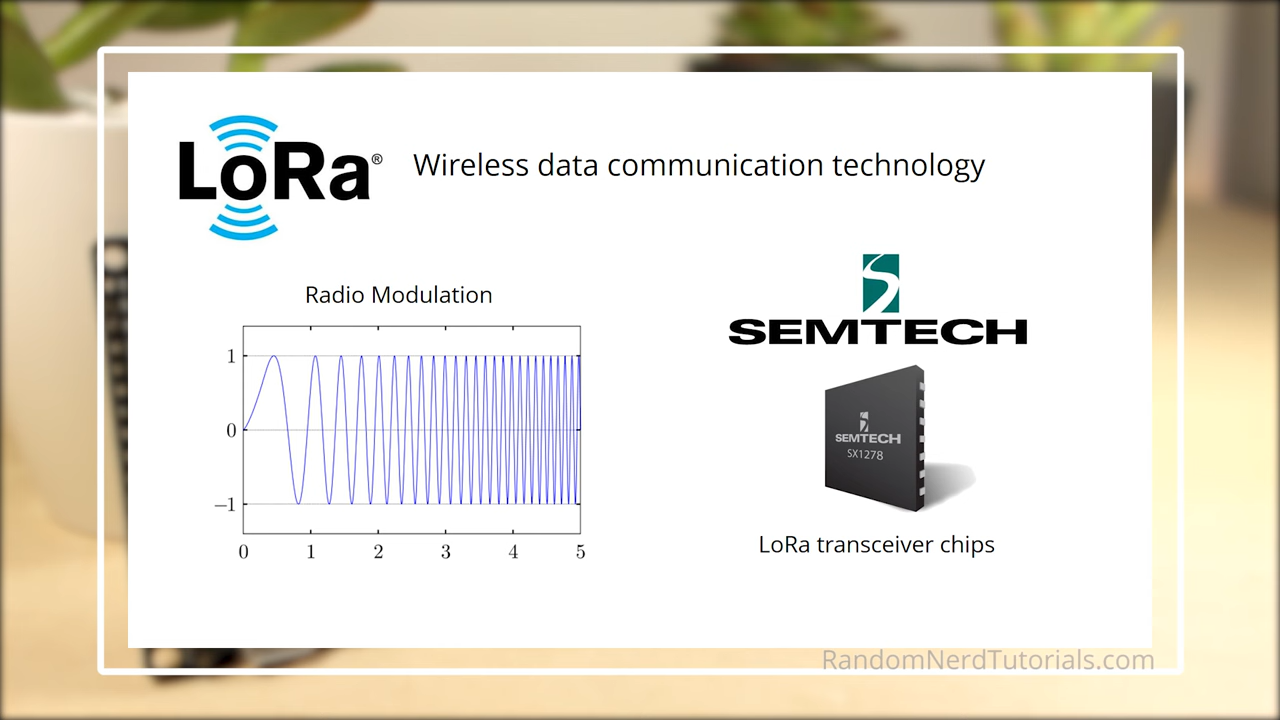 LoRa®
Wireless data communication technology
Radio Modulation
1
0
−1
0 1 2 3 4 5
SEMTECH
SEMTECH
SX1278
LoRa transceiver chips
RandomNerdTutorials.com